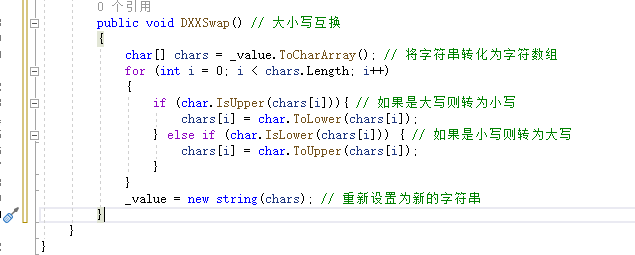 0 个引用
public void DXXSwap() // 大小写互换
{
char[] chars = _value.ToCharArray(); // 将字符串转化为字符数组
for (int i = 0; i < chars.Length; i++)
{
if (char.IsUpper(chars[i])){ // 如果是大写则转为小写
chars[i] = char.ToLower(chars[i]);
} else if (char.IsLower(chars[i])) { // 如果是小写则转为大写
chars[i] = char.ToUpper(chars[i]);
}
}
_value = new string(chars); // 重新设置为新的字符串
}
}
}